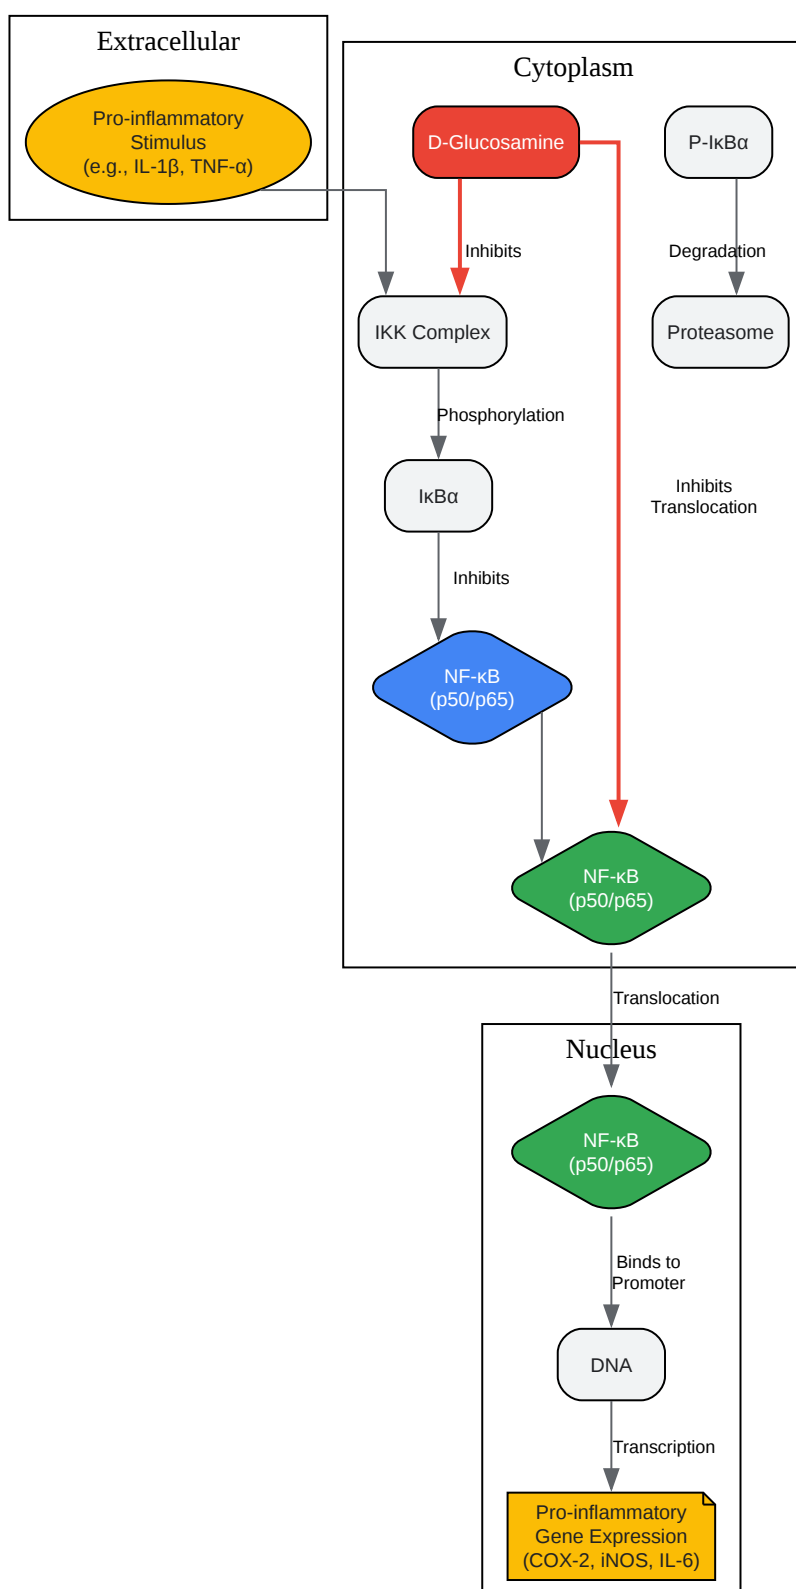 Extracellular
Pro-inflammatory
Stimulus
(e.g., IL-1β, TNF-α)
Cytoplasm
D-Glucosamine
P-IκBα
Inhibits
Degradation
IKK Complex
Proteasome
Phosphorylation
IκBα
Inhibits
Translocation
Inhibits
NF-κB
(p50/p65)
NF-κB
(p50/p65)
Translocation
Nucleus
NF-κB
(p50/p65)
Binds to
Promoter
DNA
Transcription
Pro-inflammatory
Gene Expression
(COX-2, iNOS, IL-6)